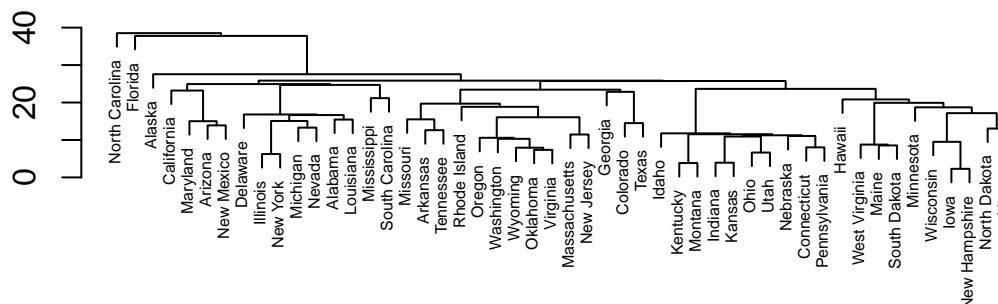 40
20
0
North Carolina
Florida
Alaska
California
Maryland
Arizona
New Mexico
Delaware
Illinois
New York
Michigan
Nevada
Alabama
Louisiana
Mississippi
South Carolina
Missouri
Arkansas
Tennessee
Rhode Island
Oregon
Washington
Wyoming
Oklahoma
Virginia
Massachusetts
New Jersey
Georgia
Colorado
Texas
Idaho
Kentucky
Montana
Indiana
Kansas
Ohio
Utah
Nebraska
Connecticut
Pennsylvania
Hawaii
West Virginia
Maine
South Dakota
Minnesota
Wisconsin
Iowa
New Hampshire
North Dakota